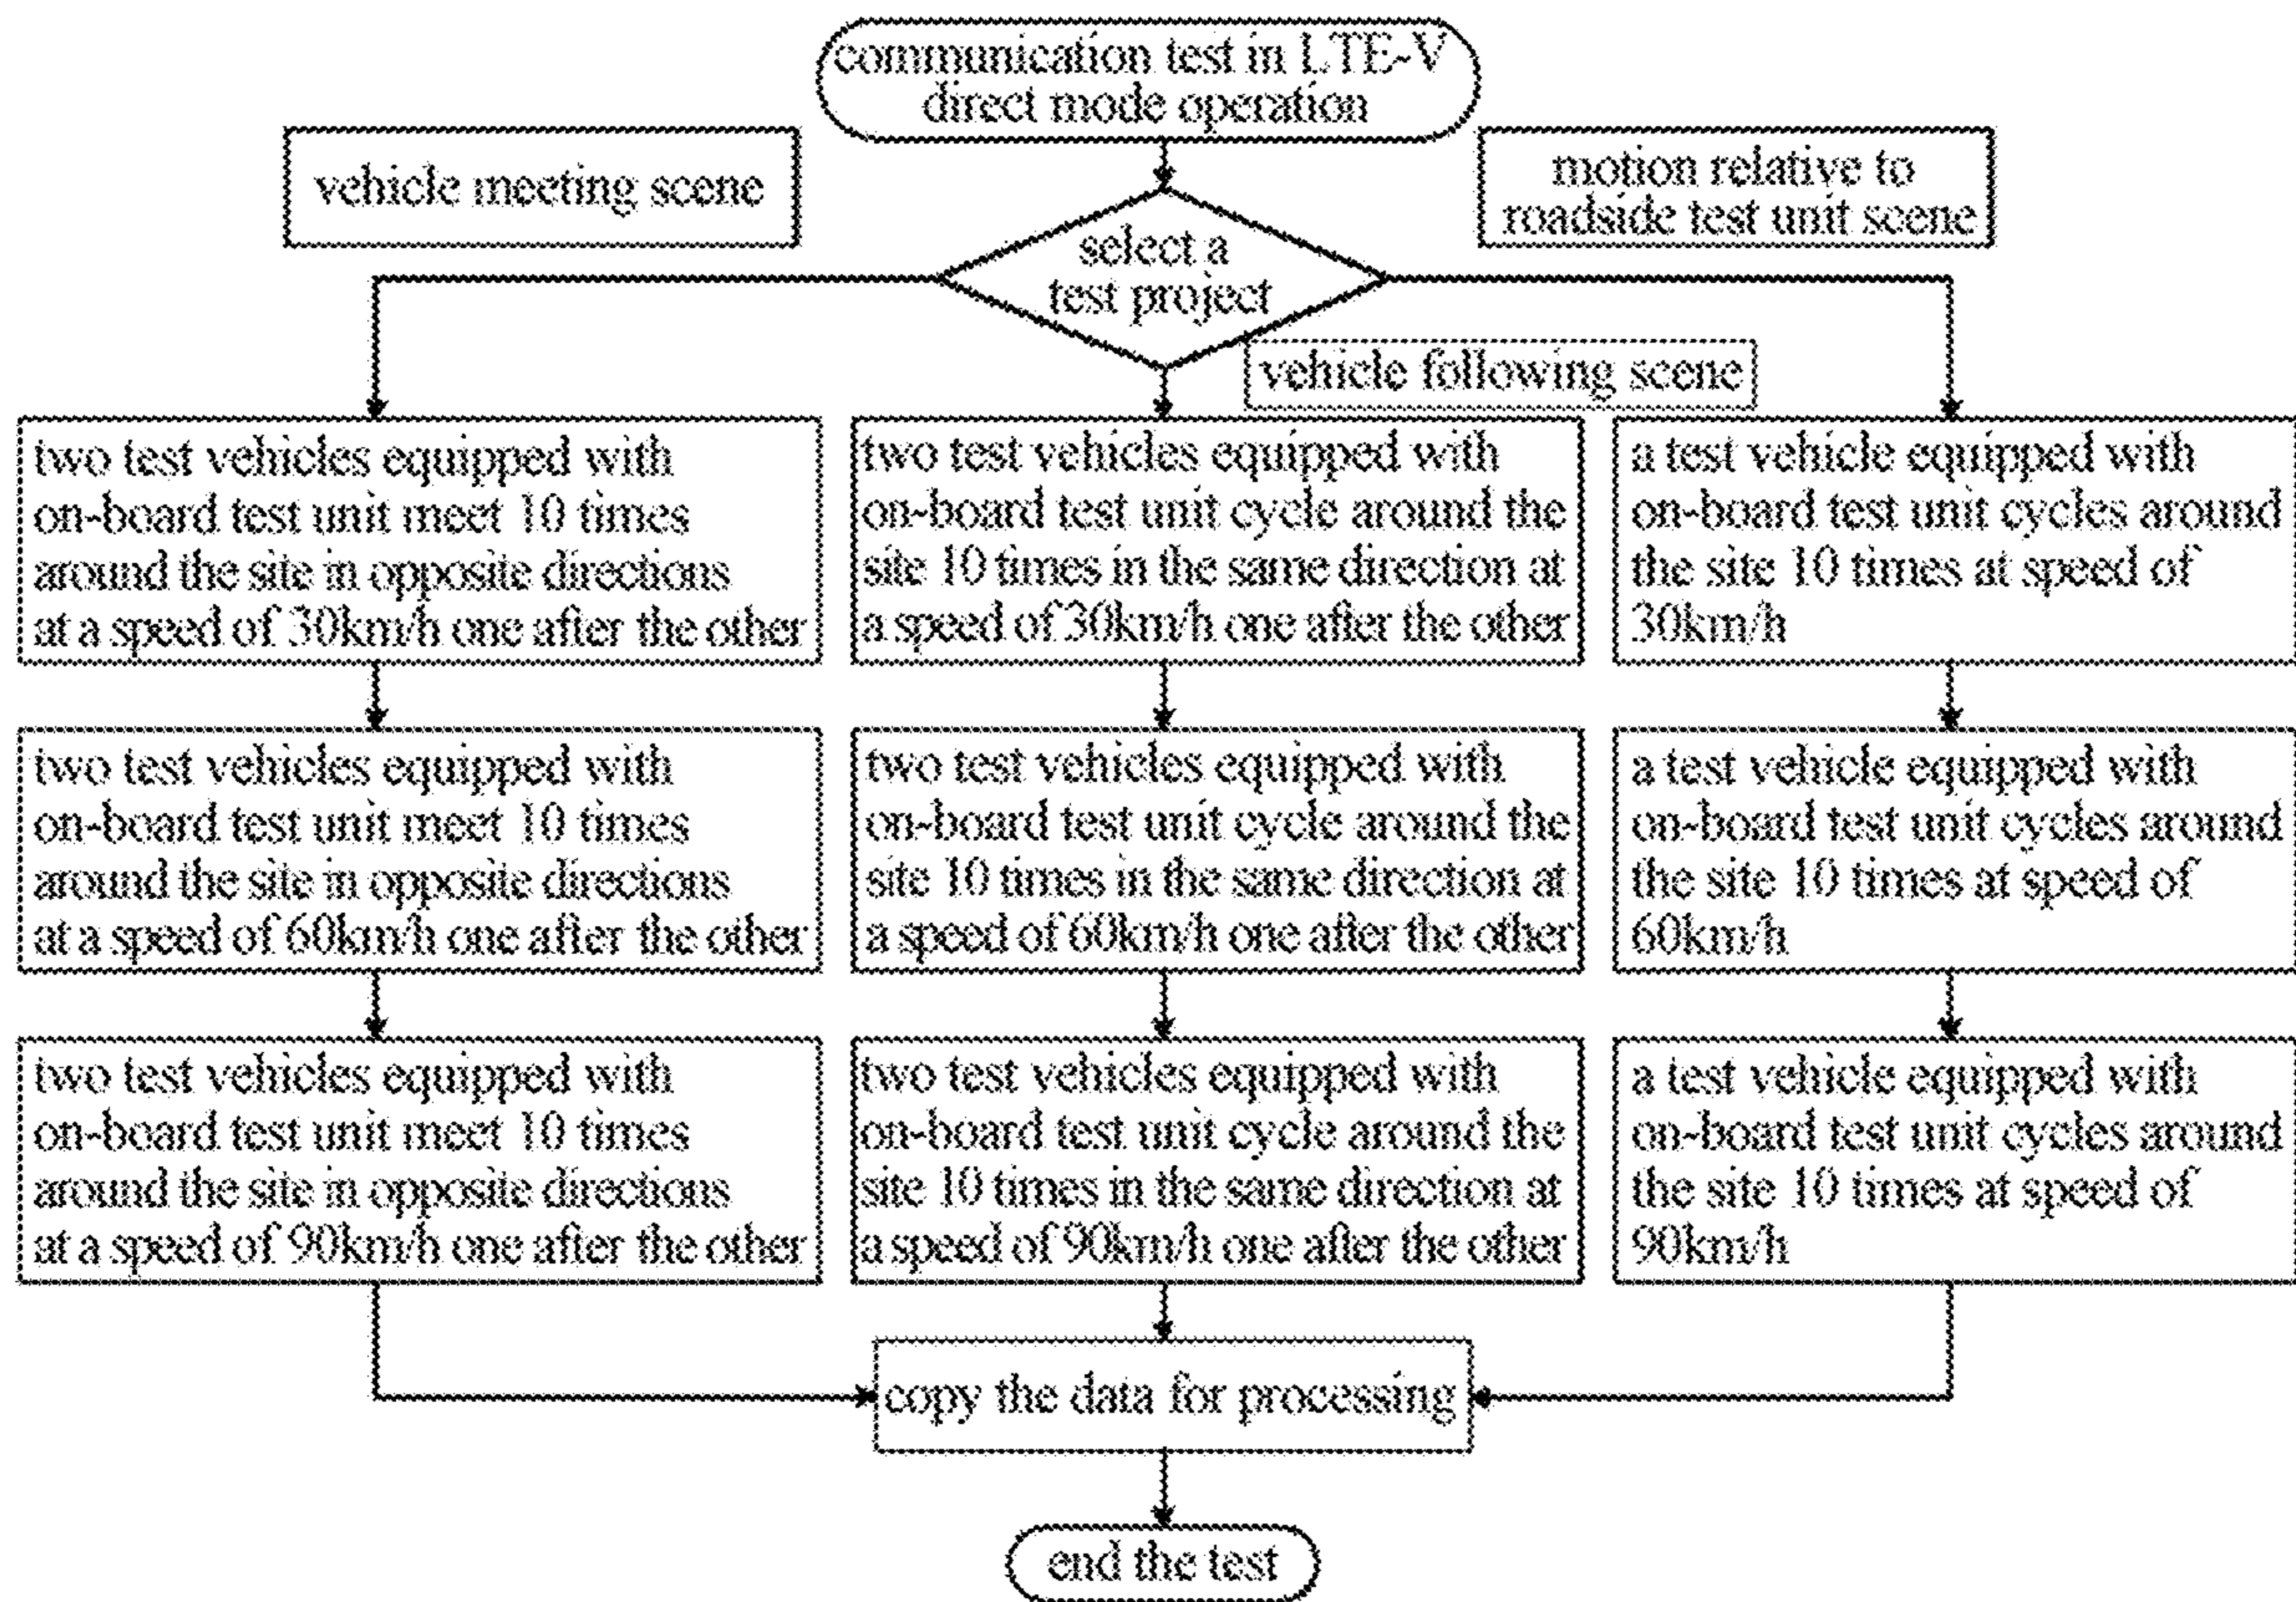 communication test in LTE-V
direct mode operation
vehicle meeting scene
motion relative to
roadside test unit scene
select a
test project
vehicle following scene
two test vehicles equipped with
on-board test unit meet 10 times
around the site in opposite directions
at a speed of 30km/h one after the other
two test vehicles equipped with
on-board test unit cycle around the
site 10 times in the same direction at
a speed of 30km/h one after the other
a test vehicle equipped with
on-board test unit cycles around
the site 10 times at speed of
30km/h
two test vehicles equipped with
on-board test unit meet 10 times
around the site in opposite directions
at a speed of 60km/h one after the other
two test vehicles equipped with
on-board test unit cycle around the
site 10 times in the same direction at
a speed of 60km/h one after the other
a test vehicle equipped with
on-board test unit cycles around
the site 10 times at speed of
60km/h
two test vehicles equipped with
on-board test unit meet 10 times
around the site in opposite directions
at a speed of 90km/h one after the other
two test vehicles equipped with
on-board test unit cycle around the
site 10 times in the same direction at
a speed of 90km/h one after the other
a test vehicle equipped with
on-board test unit cycles around
the site 10 times at speed of
90km/h
copy the data for processing
end the test